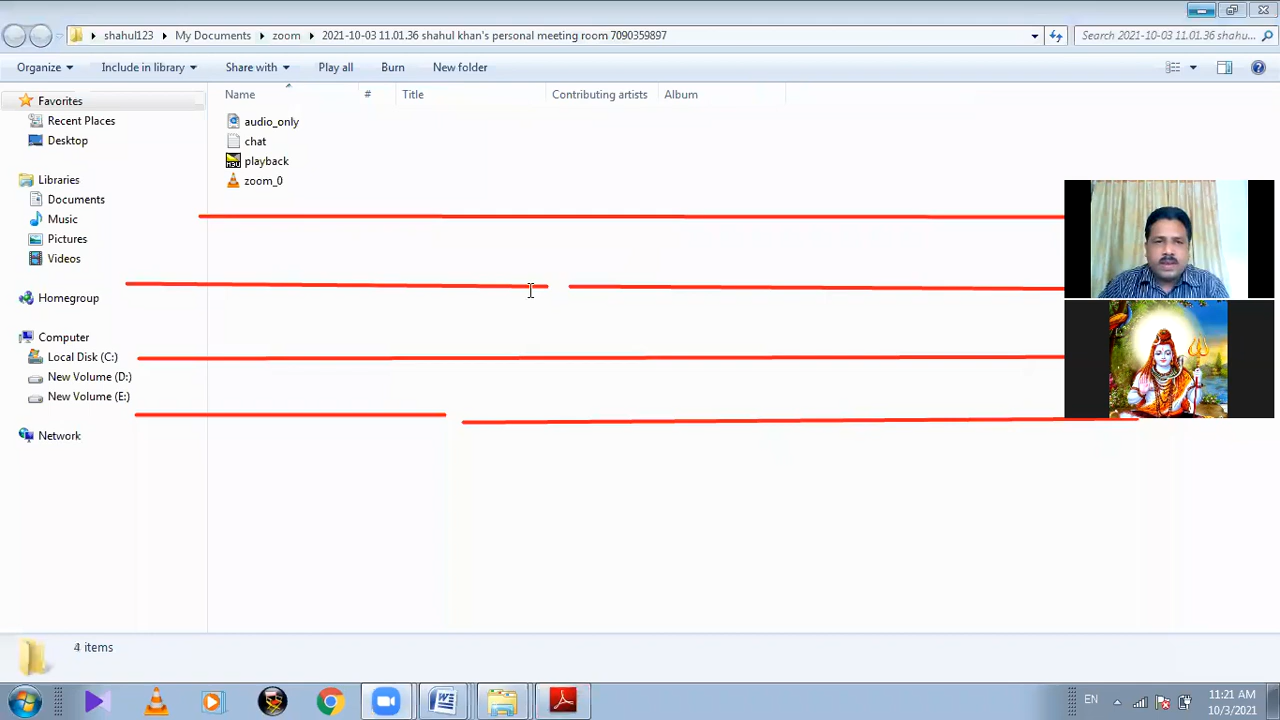 shahul123 My Documents zoom 2021-10-03 11.01.36 shahul khan's personal meeting room 7090359897 Search 2021-10-03 11.01.36 shahu...
Organize Include in library Share with Play all Burn New folder
Favorites
Recent Places
Desktop
Libraries
Documents
Music
Pictures
Videos
Homegroup
Computer
Local Disk (C:)
New Volume (D:)
New Volume (E:)
Network
Name # Title Contributing artists Album
audio_only
chat
playback
zoom_0
4 items
EN 11:21 AM
10/3/2021